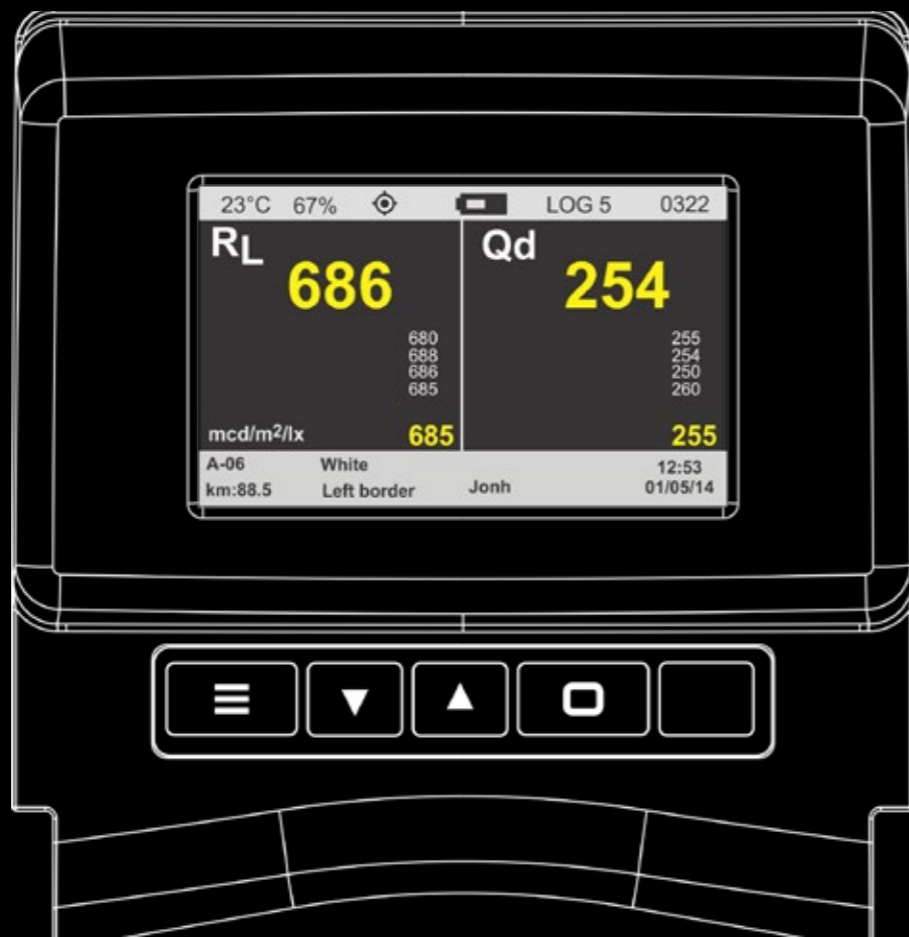 23°C 67% LOG 5 0322
RL Qd
686 254
680 255
688 254
686 250
685 260
mcd/m²/lx 685 255
A-06 White 12:53
km:88.5 Left border Jonh 01/05/14